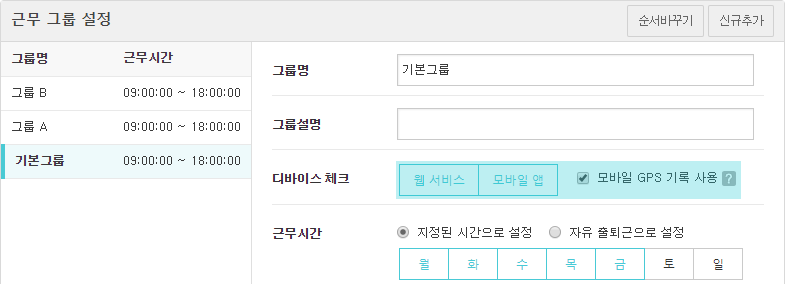 근무 그룹 설정
순서바꾸기 신규추가
그룹명 근무시간
그룹 B 09:00:00 ~ 18:00:00
그룹 A 09:00:00 ~ 18:00:00
기본그룹 09:00:00 ~ 18:00:00
그룹명 기본그룹
그룹설명
디바이스 체크 웹 서비스 모바일 앱 모바일 GPS 기록 사용 ?
근무시간 지정된 시간으로 설정 자유 출퇴근으로 설정
월 화 수 목 금 토 일